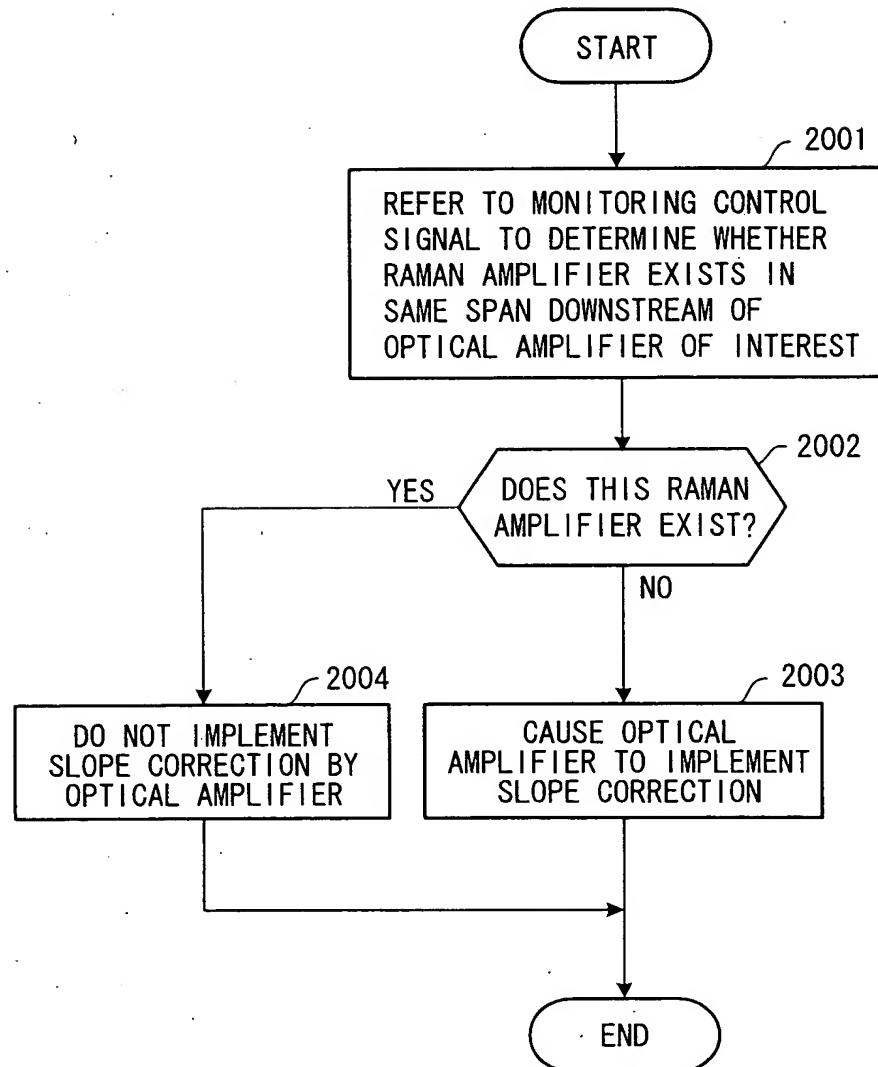 START
2001
REFER TO MONITORING CONTROL
SIGNAL TO DETERMINE WHETHER
RAMAN AMPLIFIER EXISTS IN
SAME SPAN DOWNSTREAM OF
OPTICAL AMPLIFIER OF INTEREST
2002
YES
DOES THIS RAMAN
AMPLIFIER EXIST?
NO
2004
DO NOT IMPLEMENT
SLOPE CORRECTION BY
OPTICAL AMPLIFIER
2003
CAUSE OPTICAL
AMPLIFIER TO IMPLEMENT
SLOPE CORRECTION
END